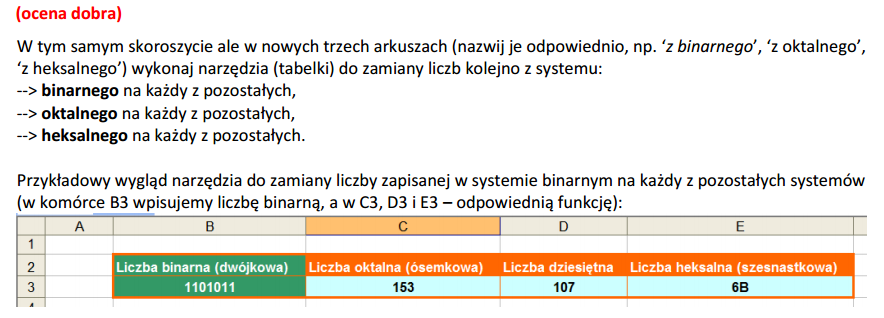 (ocena dobra)
W tym samym skoroszycie ale w nowych trzech arkuszach (nazwij je odpowiednio, np. ‘z binarnego’, ‘z oktalnego’,
‘z heksalnego’) wykonaj narzędzia (tabelki) do zamiany liczb kolejno z systemu:
--> binarnego na każdy z pozostałych,
--> oktalnego na każdy z pozostałych,
--> heksalnego na każdy z pozostałych.
Przykładowy wygląd narzędzia do zamiany liczby zapisanej w systemie binarnym na każdy z pozostałych systemów
(w komórce B3 wpisujemy liczbę binarną, a w C3, D3 i E3 – odpowiednią funkcję):
A B C D E
1
2 Liczba binarna (dwójkowa) Liczba oktalna (ósemkowa) Liczba dziesiętna Liczba heksalna (szesnastkowa)
3 1101011 153 107 6B